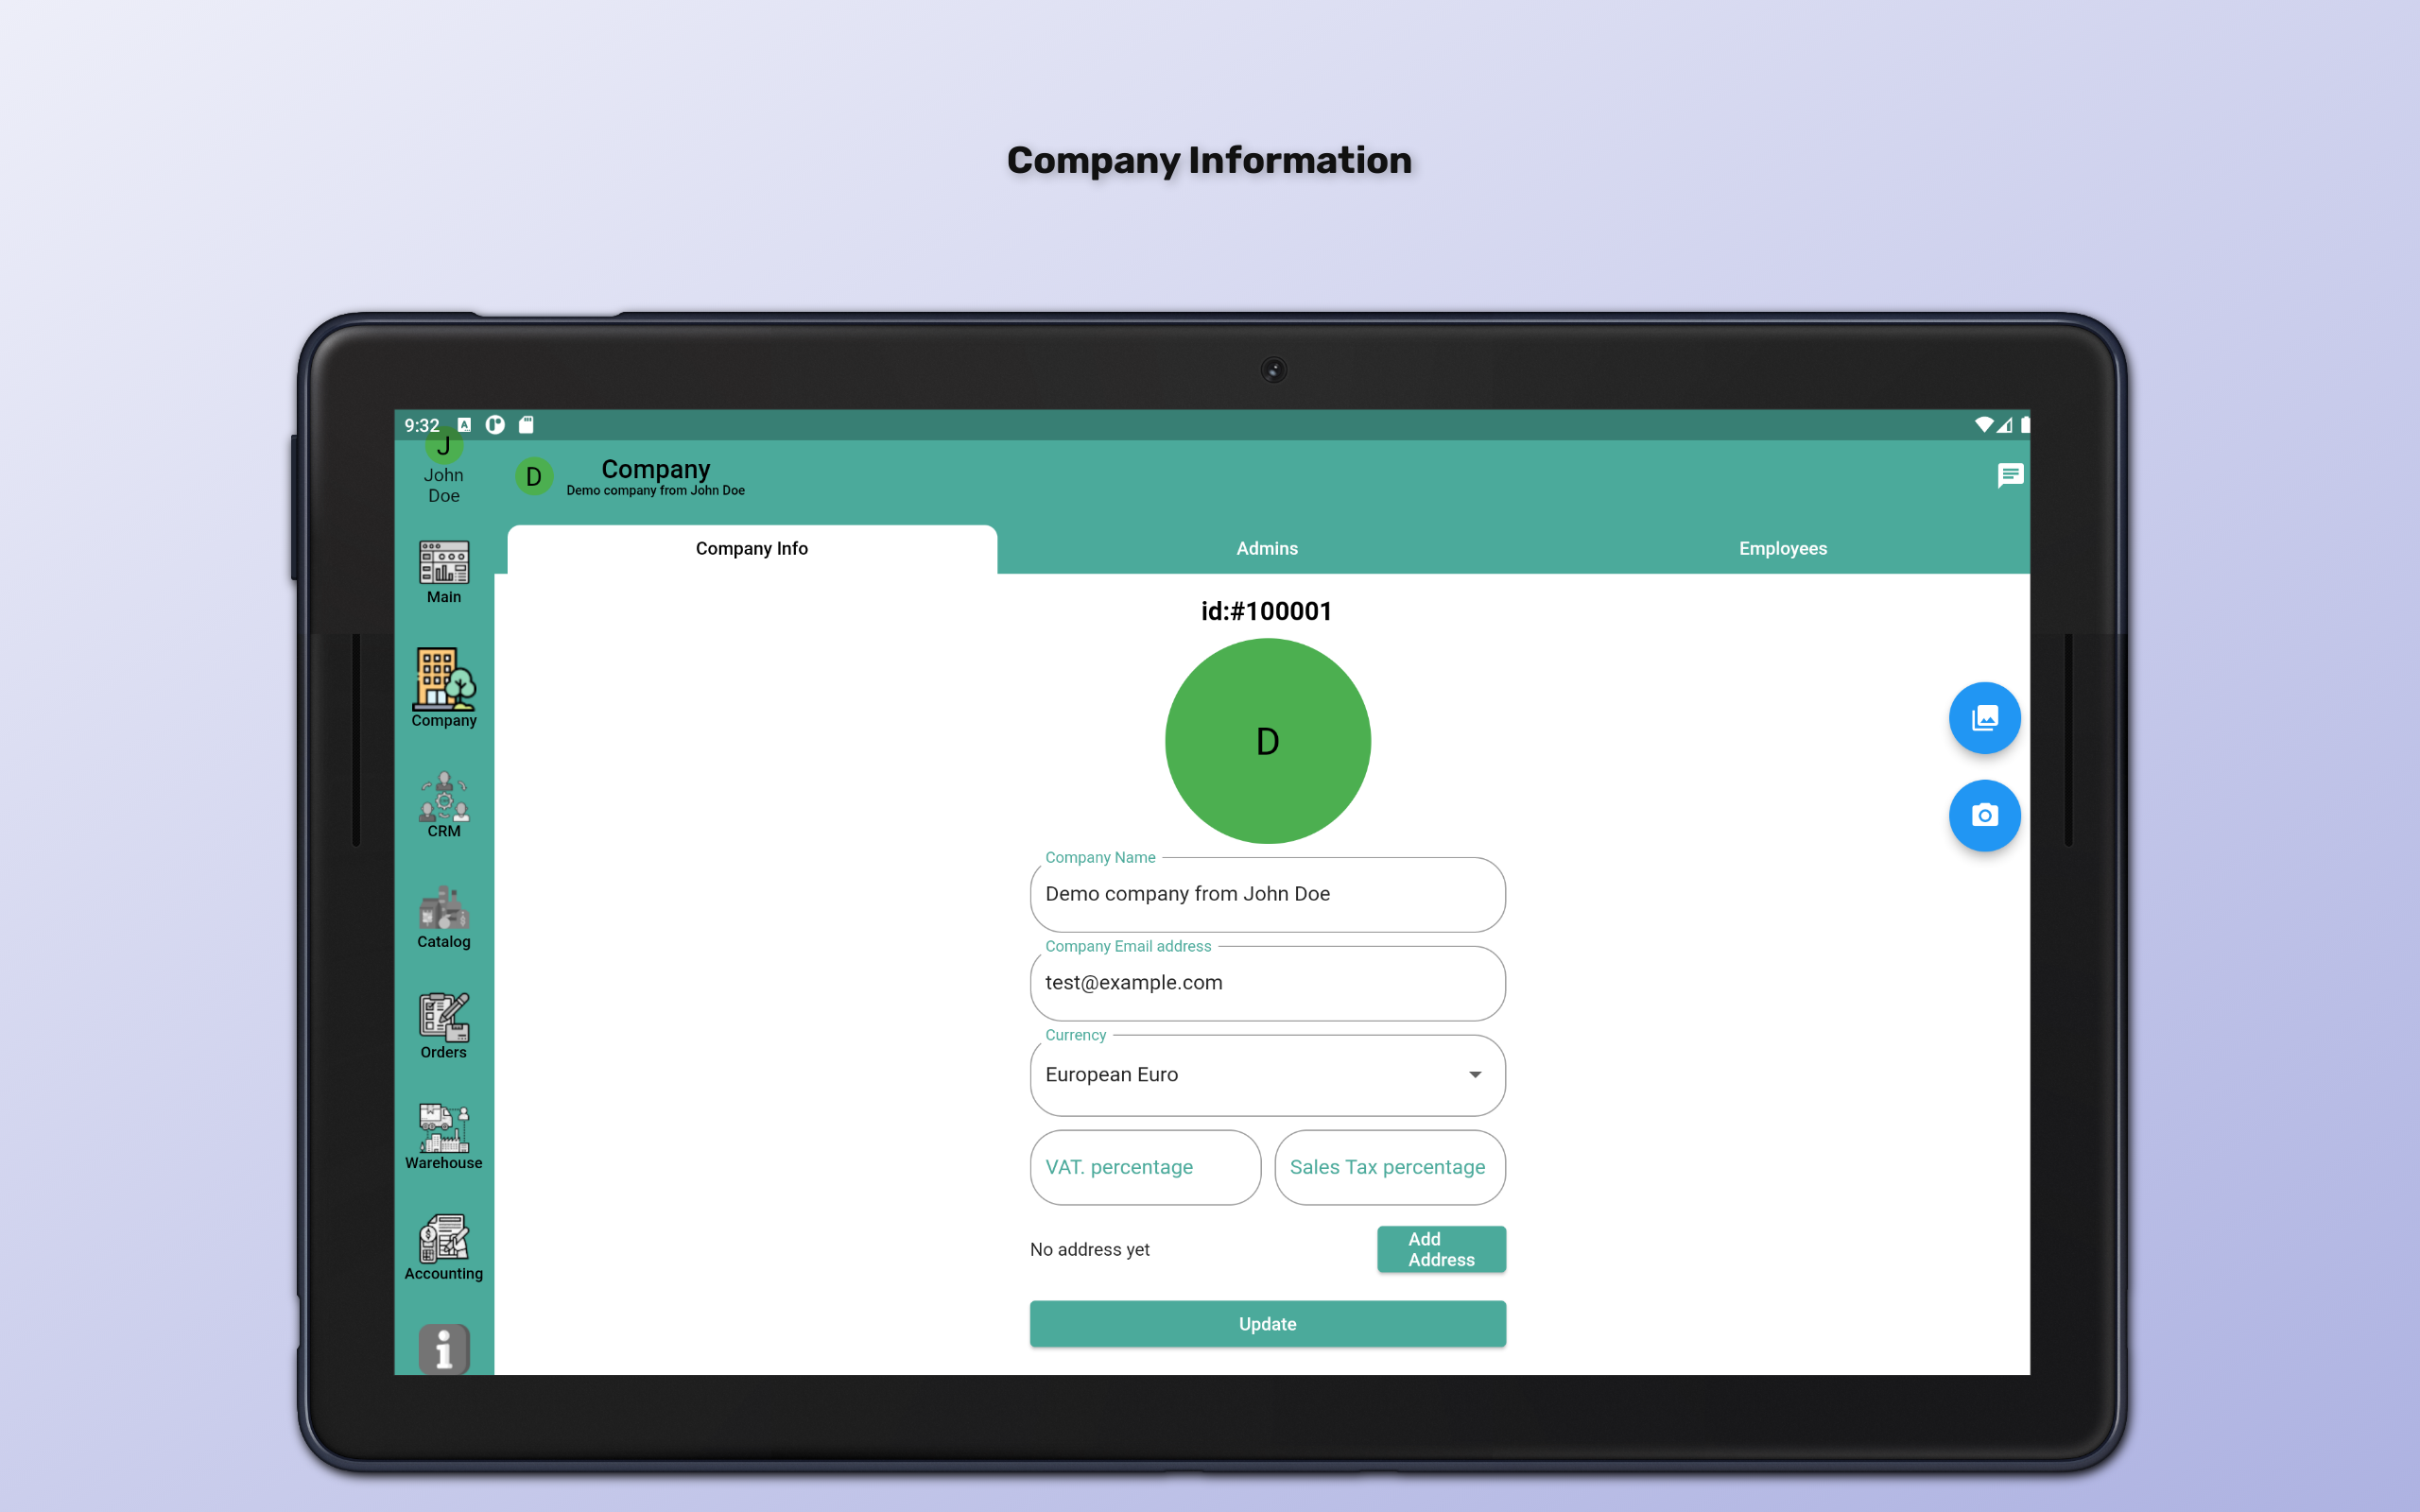 Company Information
9:32
A
J
John
Doe
D
Company
Demo company from John Doe
Company Info
Admins
Employees
Main
Company
CRM
Catalog
Orders
Warehouse
Accounting
i
id:#100001
D
Company Name
Demo company from John Doe
Company Email address
test@example.com
Currency
European Euro
VAT. percentage
Sales Tax percentage
No address yet
Add
Address
Update